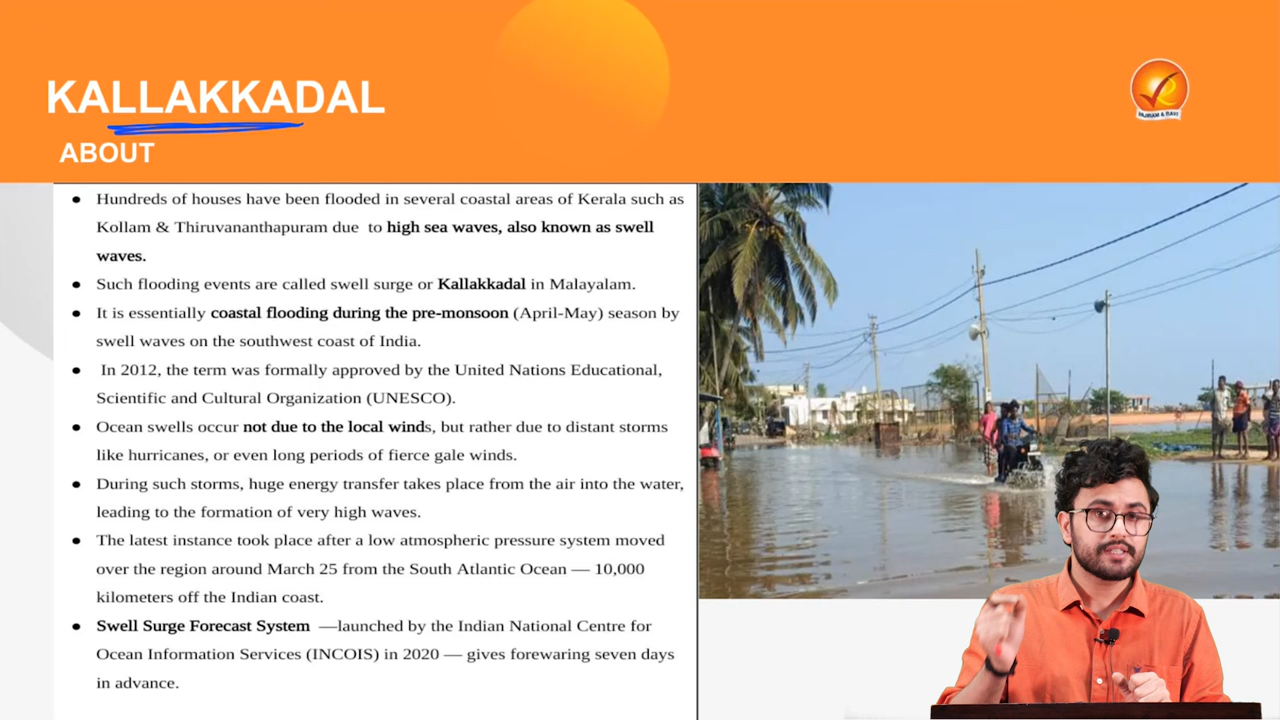 KALLAKKADAL
ABOUT
● Hundreds of houses have been flooded in several coastal areas of Kerala such as
Kollam & Thiruvananthapuram due to high sea waves, also known as swell
waves.
● Such flooding events are called swell surge or Kallakkadal in Malayalam.
● It is essentially coastal flooding during the pre-monsoon (April-May) season by
swell waves on the southwest coast of India.
● In 2012, the term was formally approved by the United Nations Educational,
Scientific and Cultural Organization (UNESCO).
● Ocean swells occur not due to the local winds, but rather due to distant storms
like hurricanes, or even long periods of fierce gale winds.
● During such storms, huge energy transfer takes place from the air into the water,
leading to the formation of very high waves.
● The latest instance took place after a low atmospheric pressure system moved
over the region around March 25 from the South Atlantic Ocean — 10,000
kilometers off the Indian coast.
● Swell Surge Forecast System —launched by the Indian National Centre for
Ocean Information Services (INCOIS) in 2020 — gives forewaring seven days
in advance.
VAJIRAM & RAVI